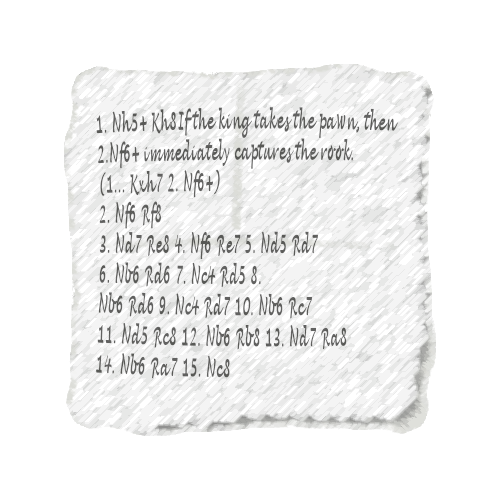 1. Nh5+ Kh8If the king takes the pawn, then
2.Nf6+ immediately captures the rook.
(1... Kxh7 2. Nf6+)
2. Nf6 Rf8
3. Nd7 Re8 4. Nf6 Re7 5. Nd5 Rd7
6. Nb6 Rd6 7. Nc4 Rd5 8.
Nb6 Rd6 9. Nc4 Rd7 10. Nb6 Rc7
11. Nd5 Rc8 12. Nb6 Rb8 13. Nd7 Ra8
14. Nb6 Ra7 15. Nc8